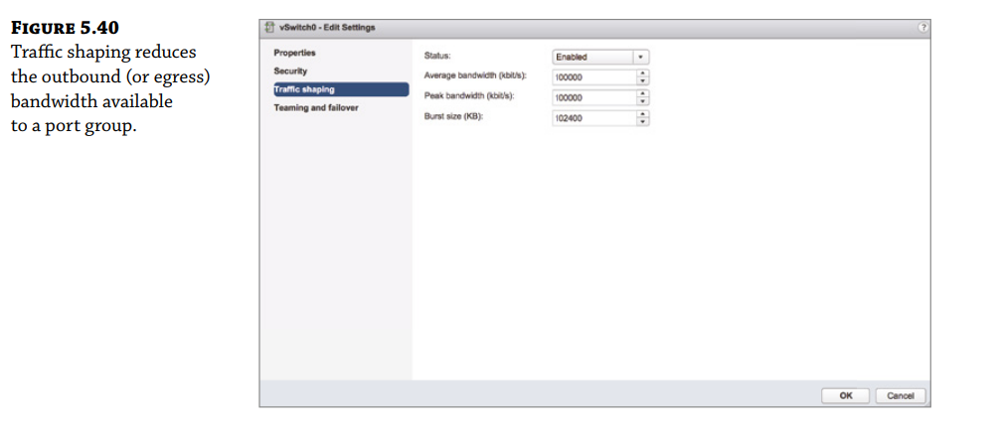 FIGURE 5.40
Traffic shaping reduces
the outbound (or egress)
bandwidth available
to a port group.
vSwitch0 - Edit Settings
?
Properties
Security
Traffic shaping
Teaming and failover
Status:
Enabled
Average bandwidth (kbit/s):
100000
Peak bandwidth (kbit/s):
100000
Burst size (KB):
102400
OK
Cancel